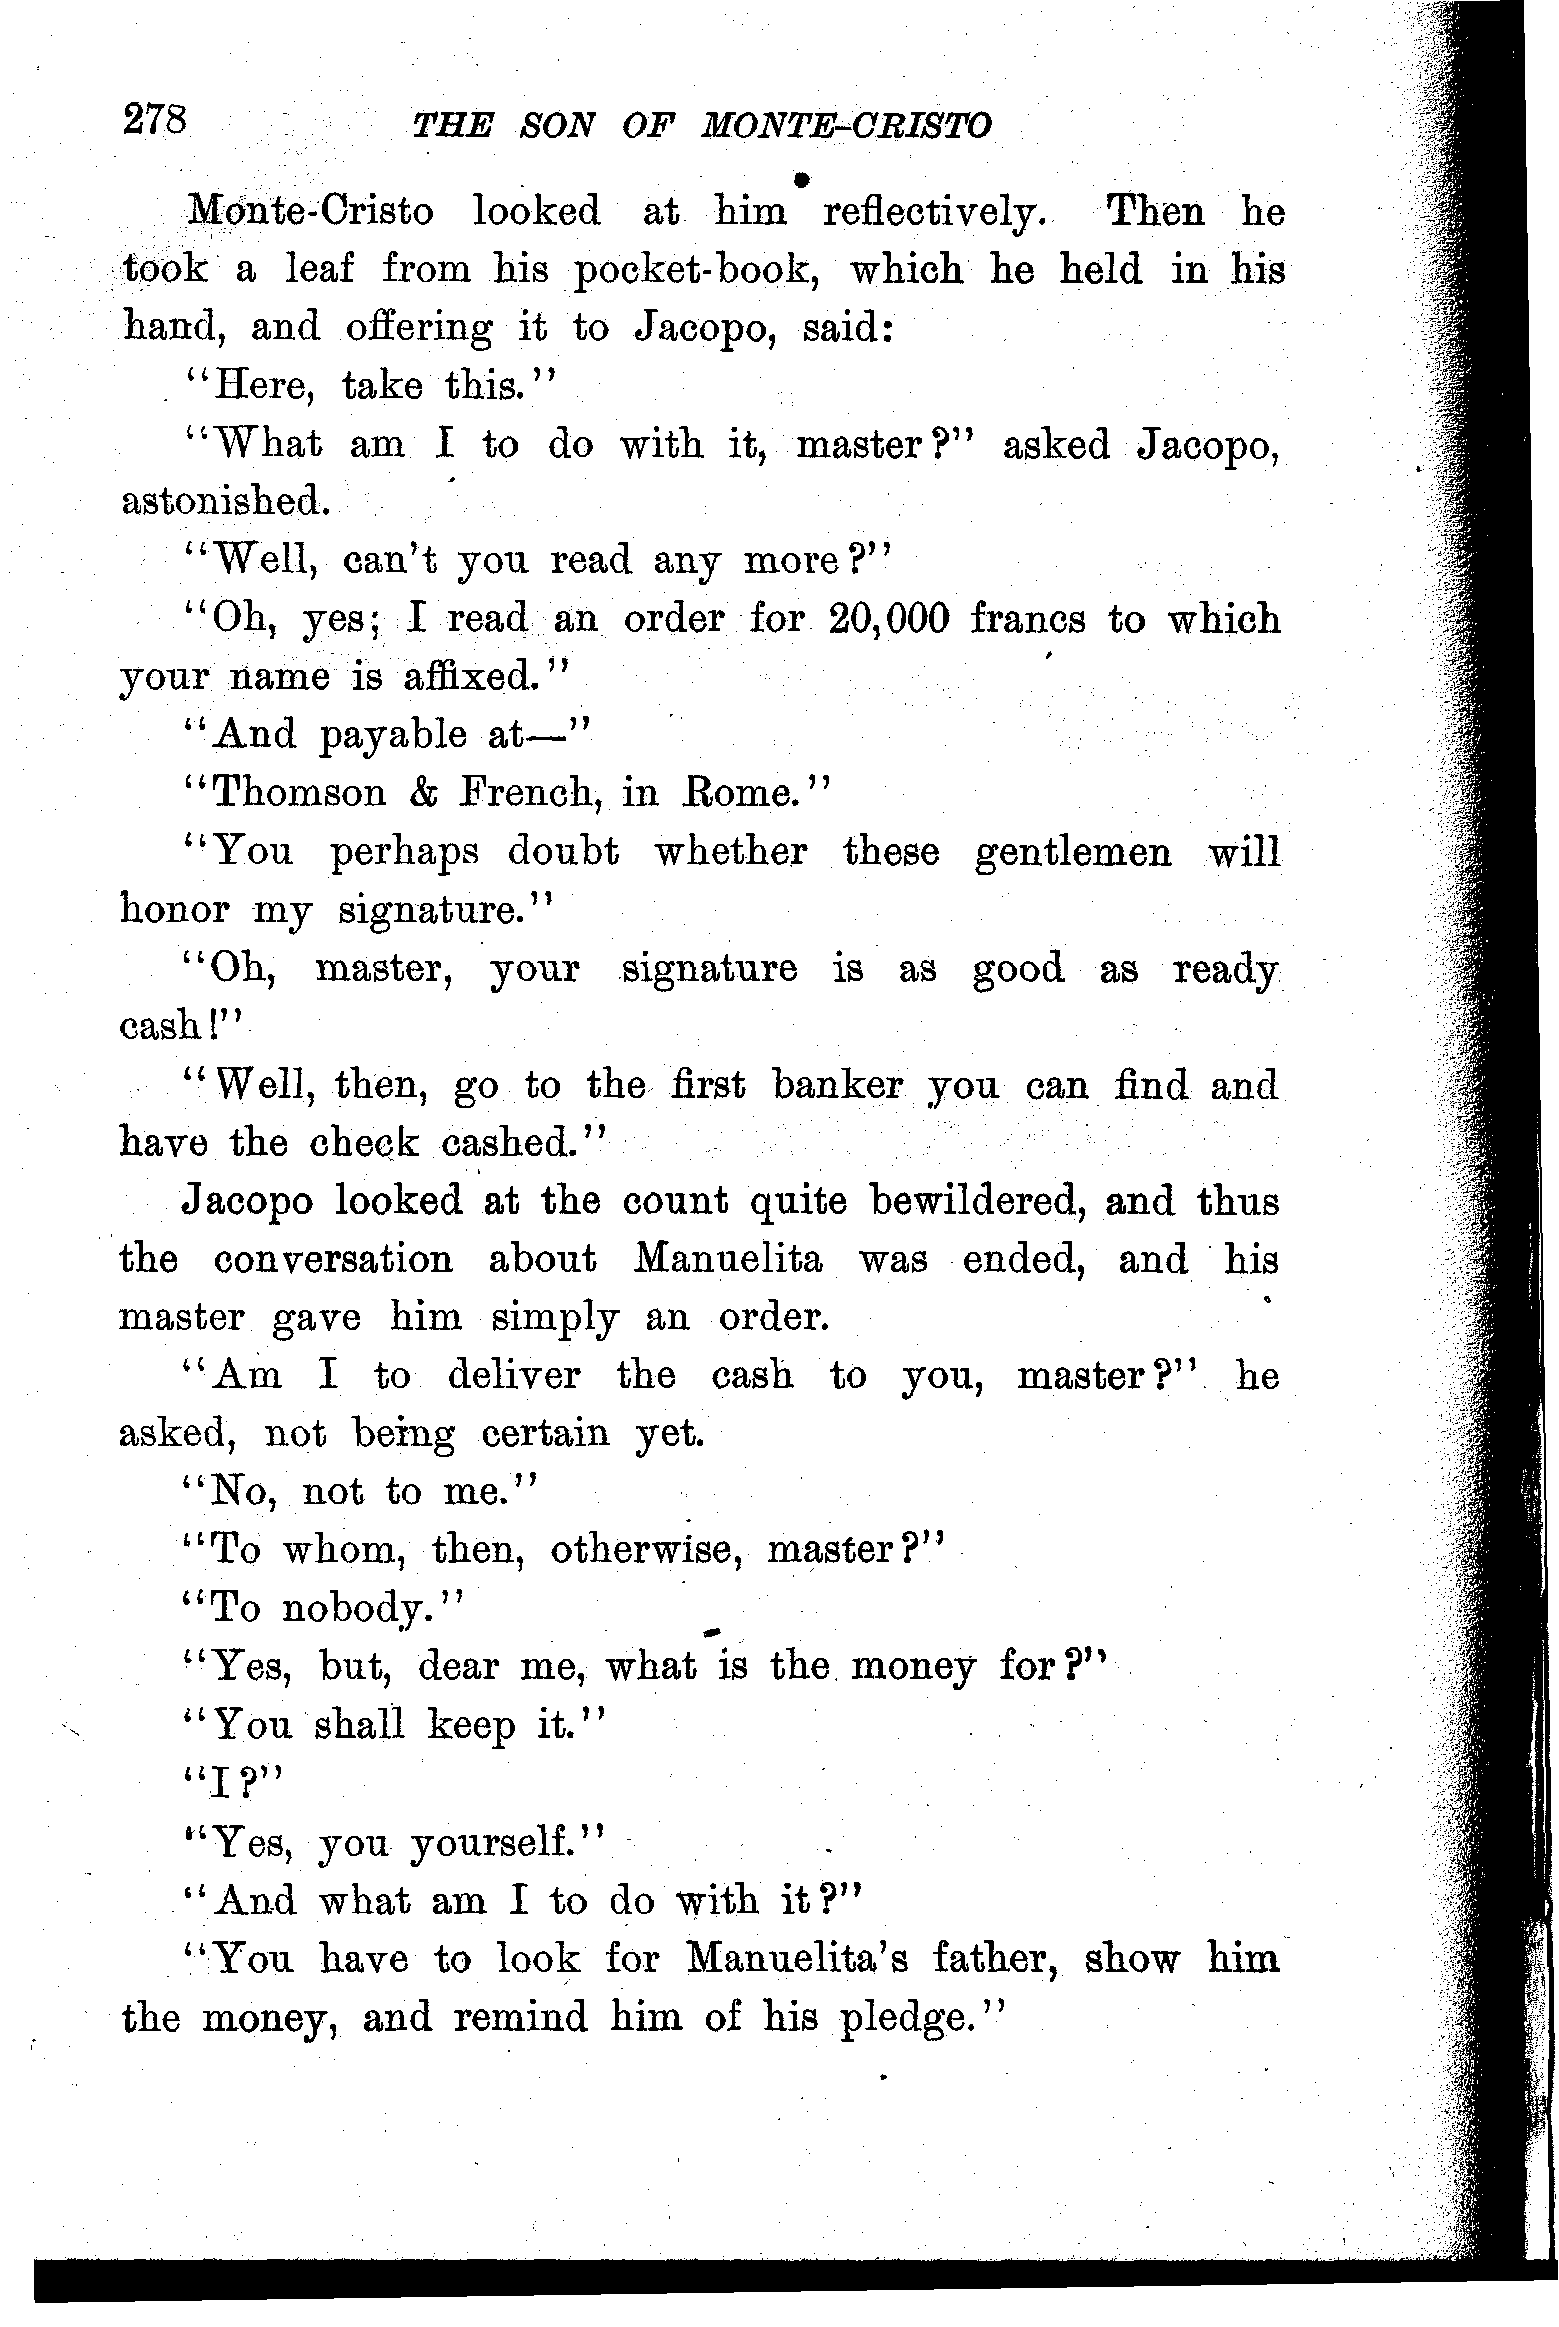 278 THE SON OF MONTE-CRISTO
Monte-Cristo looked at him reflectively. Then he
took a leaf from his pocket-book, which he held in his
hand, and offering it to Jacopo, said:
"Here, take this."
"What am I to do with it, master?" asked Jacopo,
astonished.
"Well, can't you read any more?"
"Oh, yes; I read an order for 20,000 francs to which
your name is affixed."
"And payable at—"
"Thomson & French, in Rome."
"You perhaps doubt whether these gentlemen will
honor my signature."
"Oh, master, your signature is as good as ready
cash!"
"Well, then, go to the first banker you can find and
have the check cashed."
Jacopo looked at the count quite bewildered, and thus
the conversation about Manuelita was ended, and his
master gave him simply an order.
"Am I to deliver the cash to you, master?" he
asked, not being certain yet.
"No, not to me."
"To whom, then, otherwise, master?"
"To nobody."
"Yes, but, dear me, what is the money for?"
"You shall keep it."
"I?"
"Yes, you yourself."
"And what am I to do with it?"
"You have to look for Manuelita's father, show him
the money, and remind him of his pledge."